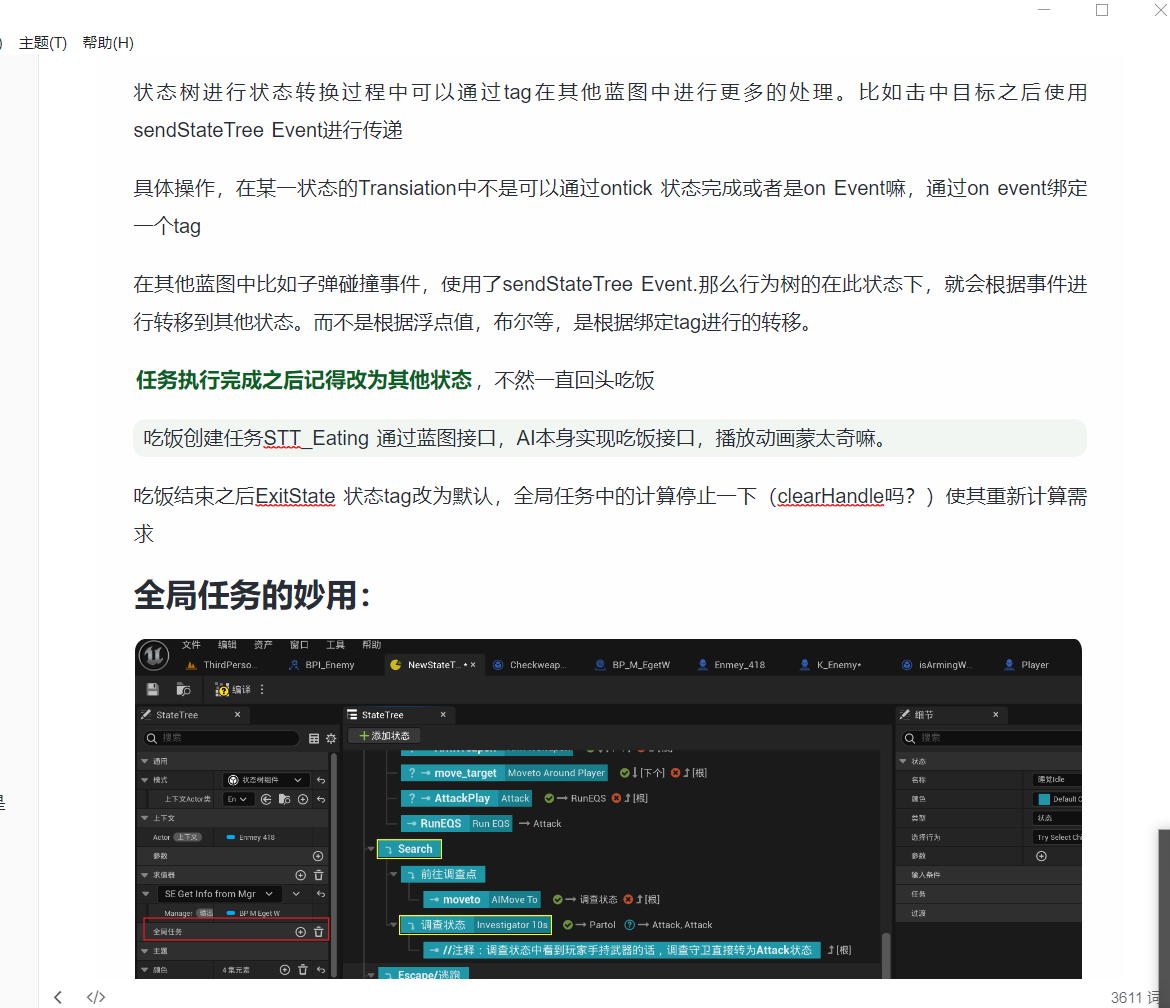 主题(T) 帮助(H)
状态树进行状态转换过程中可以通过tag在其他蓝图中进行更多的处理。比如击中目标之后使用
sendStateTree Event进行传递
具体操作，在某一状态的Transiation中不是可以通过ontick 状态完成或者是on Event嘛，通过on event绑定
一个tag
在其他蓝图中比如子弹碰撞事件，使用了sendStateTree Event.那么行为树的在此状态下，就会根据事件进
行转移到其他状态。而不是根据浮点值，布尔等，是根据绑定tag进行的转移。
任务执行完成之后记得改为其他状态，不然一直回头吃饭
吃饭创建任务STT_Eating 通过蓝图接口，AI本身实现吃饭接口，播放动画蒙太奇嘛。
吃饭结束之后ExitState 状态tag改为默认，全局任务中的计算停止一下（clearHandle吗？）使其重新计算需
求
全局任务的妙用：
文件 编辑 资产 窗口 工具 帮助
ThirdPerso... BPI_Enemy NewStateT... Checkweap... BP_M_EgetW Enmey_418 K_Enemy* isArmingW... Player
编译
StateTree StateTree 细节
搜索 添加状态 搜索
通用 状态
模式 状态树组件 move_target Moveto Around Player [下个] [根] 名称 睡觉Idle
上下文Actor类 En AttackPlay Attack RunEQS [根] 颜色 Default C
上下文 RunEQS Run EQS Attack 类型 状态
Actor 上下文 Enmey 418 Search 选择行为 Try Select Chi
参数 前往调查点 参数
求值器 输入条件
SE Get Info from Mgr moveto AIMove To 调查状态 [根] 任务
Manager 输出 BP M Eget W 调查状态 Investigator 10s Partol Attack, Attack 过渡
全局任务
主题 //注释：调查状态中看到玩家手持武器的话，调查守卫直接转为Attack状态 [根]
颜色 4 集元素 Escape/逃跑
是
3611 词